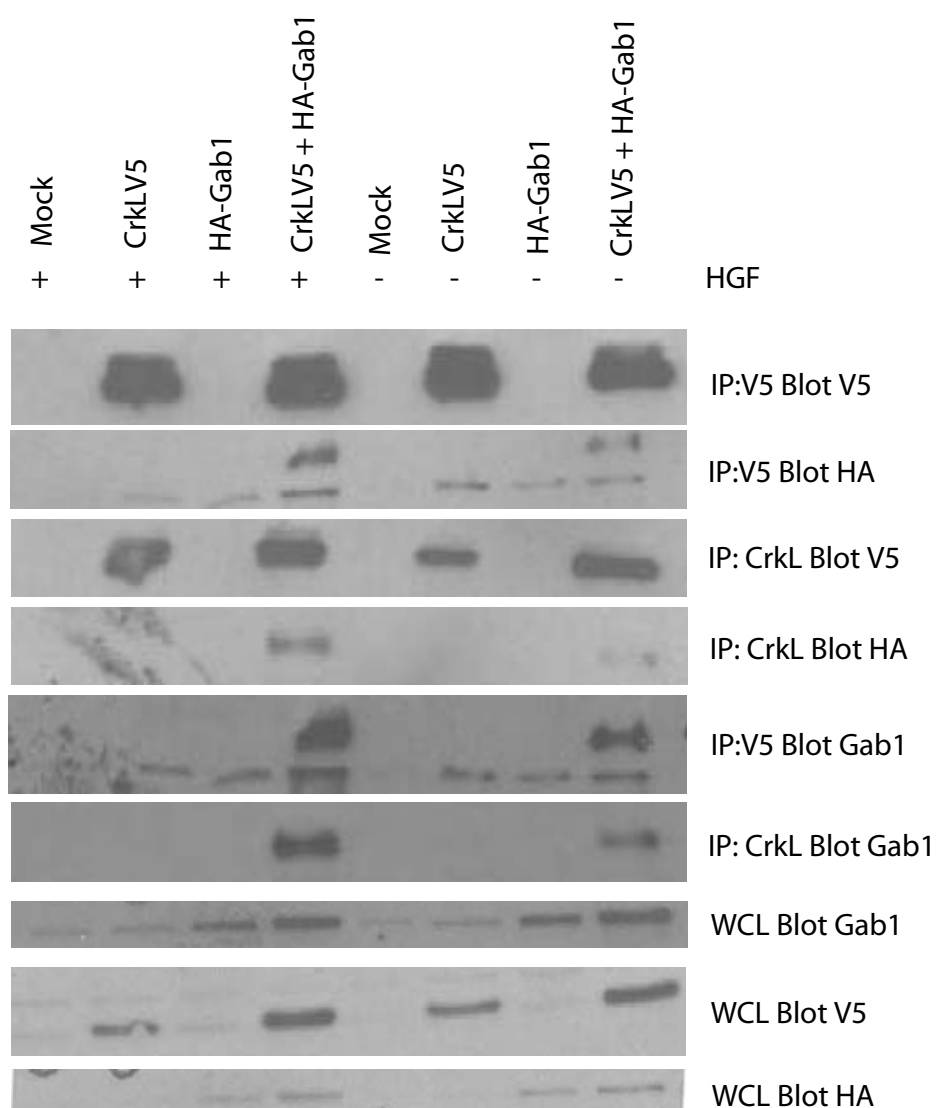 Mock
CrkLV5
HA-Gab1
CrkLV5 + HA-Gab1
Mock
CrkLV5
HA-Gab1
CrkLV5 + HA-Gab1
+ + + + - - - - HGF
IP:V5 Blot V5
IP:V5 Blot HA
IP: CrkL Blot V5
IP: CrkL Blot HA
IP:V5 Blot Gab1
IP: CrkL Blot Gab1
WCL Blot Gab1
WCL Blot V5
WCL Blot HA